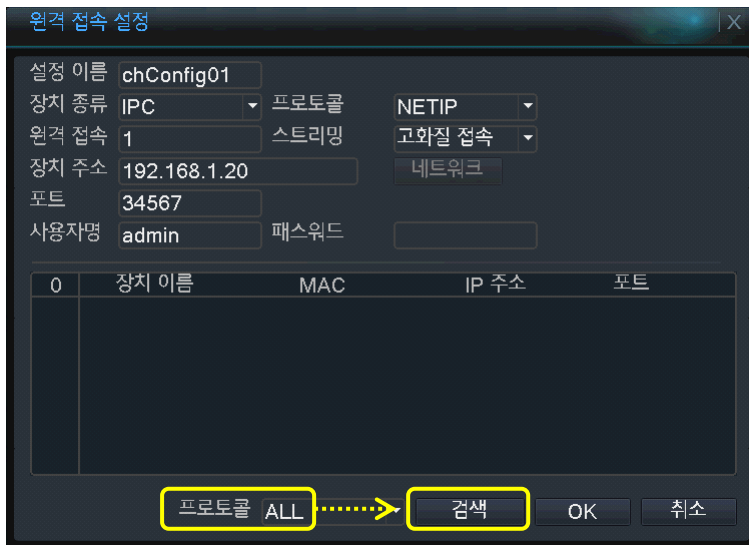 원격 접속 설정 X
설정 이름 chConfig01
장치 종류 IPC 프로토콜 NETIP
원격 접속 1 스트리밍 고화질 접속
장치 주소 192.168.1.20 네트워크
포트 34567
사용자명 admin 패스워드
0 장치 이름 MAC IP 주소 포트
프로토콜 ALL 검색 OK 취소